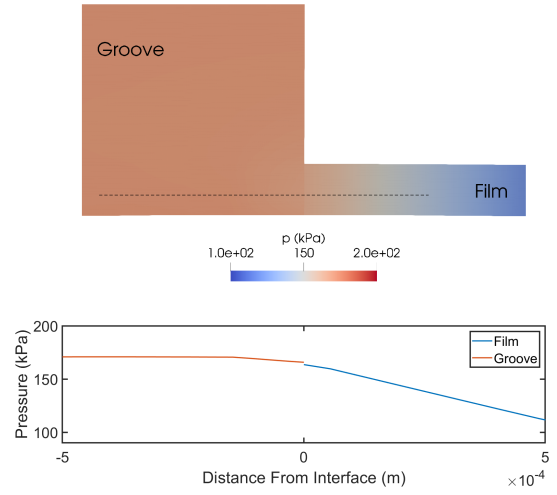 Groove
Film
p (kPa)
1.0e+02 150 2.0e+02
200
150
100
Pressure (kPa)
Film
Groove
-5 0 5
×10⁻⁴
Distance From Interface (m)